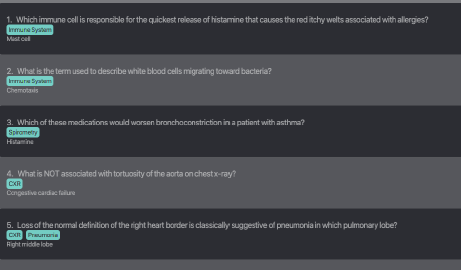 1. Which immune cell is responsible for the quickest release of histamine that causes the red itchy welts associated with allergies?
Immune System
Mast cell
2. What is the term used to describe white blood cells migrating toward bacteria?
Immune System
Chemotaxis
3. Which of these medications would worsen bronchoconstriction in a patient with asthma?
Spirometry
Histamine
4. What is NOT associated with tortuosity of the aorta on chest x-ray?
CXR
Congestive cardiac failure
5. Loss of the normal definition of the right heart border is classically suggestive of pneumonia in which pulmonary lobe?
CXR Pneumonia
Right middle lobe